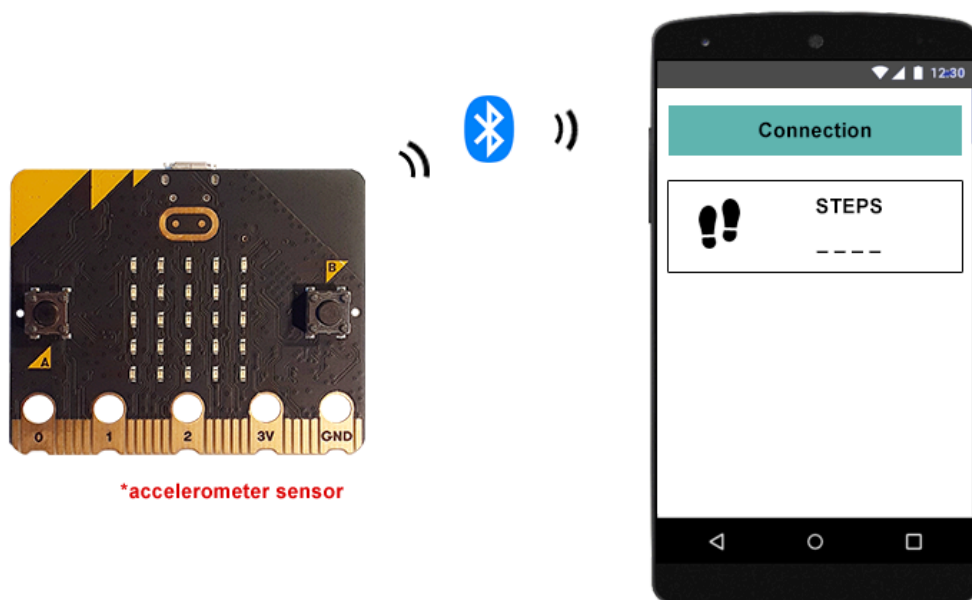 12:30
Connection
STEPS
_ _ _ _
B
A
0 1 2 3V GND
*accelerometer sensor